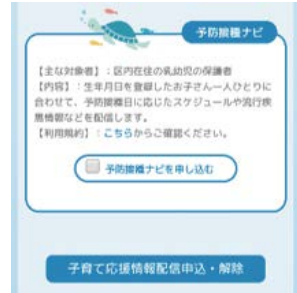 予防接種ナビ
【主な対象者】：区内在住の乳幼児の保護者
【内容】：生年月日を登録したお子さん一人ひとりに
合わせて、予防接種日に応じたスケジュールや流行疾
患情報などを配信します。
【利用規約】：こちらからご確認ください。
予防接種ナビを申し込む
子育て応援情報配信申込・解除